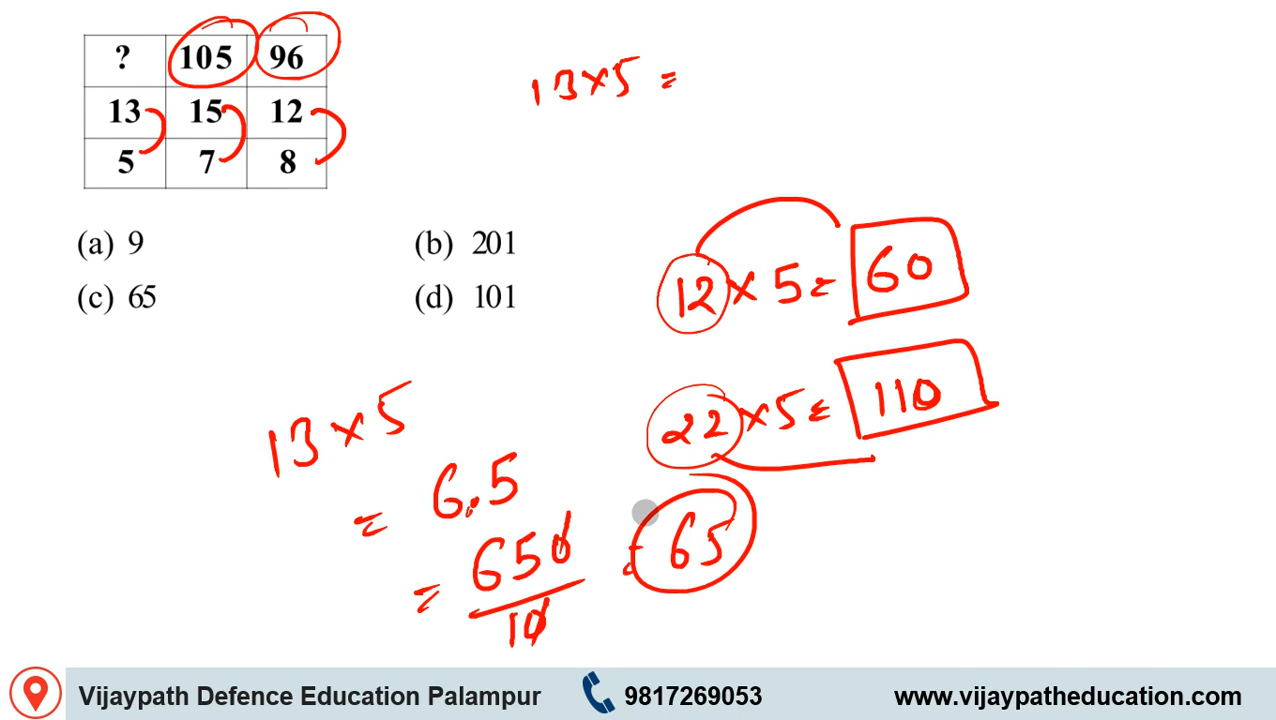 ? 105 96
13 15 12
5 7 8
13×5 =
(a) 9 (b) 201
(c) 65 (d) 101
12×5= 60
22×5= 110
13×5
= 6.5
= 650/10 = 65
Vijaypath Defence Education Palampur 9817269053 www.vijaypatheducation.com